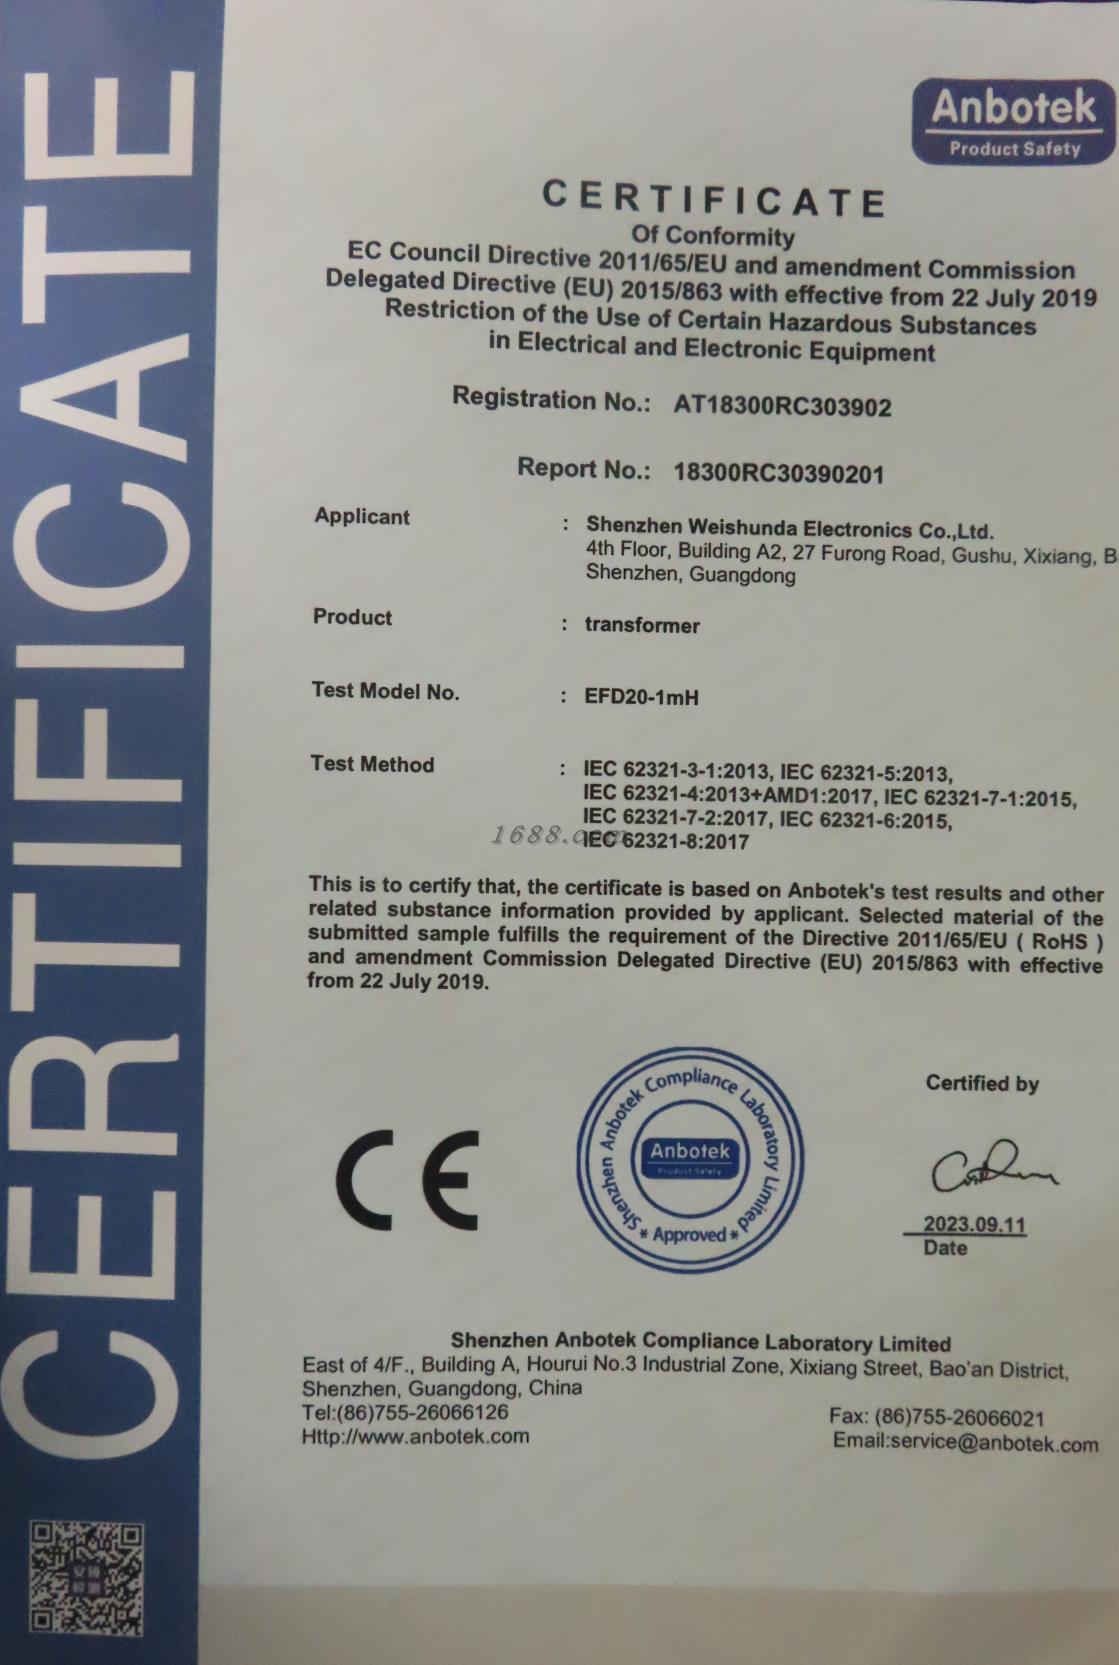 CERTIFICATE
Anbotek
Product Safety
CERTIFICATE
Of Conformity
EC Council Directive 2011/65/EU and amendment Commission
Delegated Directive (EU) 2015/863 with effective from 22 July 2019
Restriction of the Use of Certain Hazardous Substances
in Electrical and Electronic Equipment
Registration No.: AT18300RC303902
Report No.: 18300RC30390201
Applicant : Shenzhen Weishunda Electronics Co.,Ltd.
4th Floor, Building A2, 27 Furong Road, Gushu, Xixiang, B
Shenzhen, Guangdong
Product : transformer
Test Model No. : EFD20-1mH
Test Method : IEC 62321-3-1:2013, IEC 62321-5:2013,
IEC 62321-4:2013+AMD1:2017, IEC 62321-7-1:2015,
IEC 62321-7-2:2017, IEC 62321-6:2015,
1688.com
IEC 62321-8:2017
This is to certify that, the certificate is based on Anbotek's test results and other
related substance information provided by applicant. Selected material of the
submitted sample fulfills the requirement of the Directive 2011/65/EU ( RoHS )
and amendment Commission Delegated Directive (EU) 2015/863 with effective
from 22 July 2019.
CE
Shenzhen Anbotek Compliance Laboratory Limited
Anbotek
Product Safety
* Approved *
Certified by
2023.09.11
Date
Shenzhen Anbotek Compliance Laboratory Limited
East of 4/F., Building A, Hourui No.3 Industrial Zone, Xixiang Street, Bao'an District,
Shenzhen, Guangdong, China
Tel:(86)755-26066126
Fax: (86)755-26066021
Http://www.anbotek.com
Email:service@anbotek.com